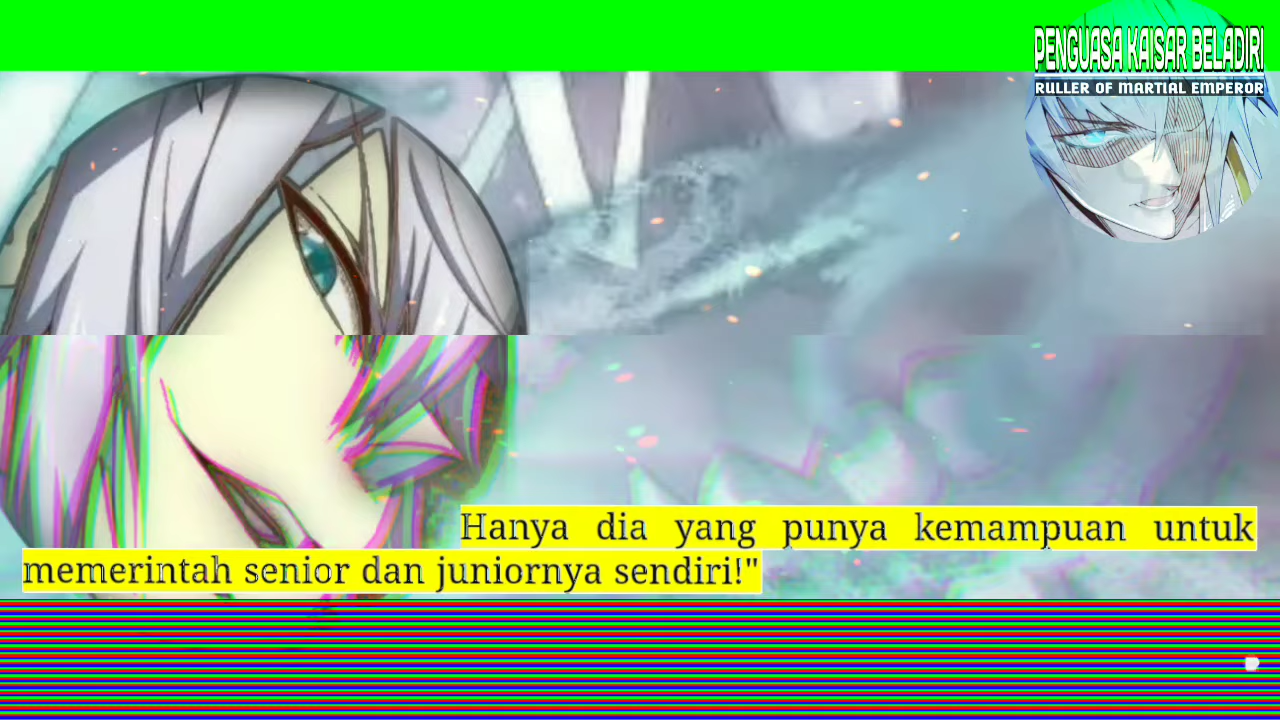 PENGUASA KAISAR BELADIRI
RULLER OF MARTIAL EMPEROR
Hanya dia yang punya kemampuan untuk
memerintah senior dan juniornya sendiri!"